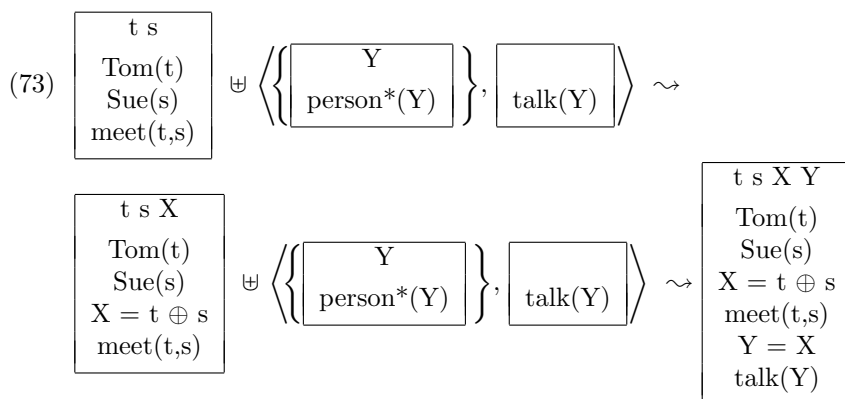 (73)
t s
Tom(t)
Sue(s)
meet(t,s)
⊎ ⟨{
Y
person*(Y)
},
talk(Y)
⟩ ⤳
t s X
Tom(t)
Sue(s)
X = t ⊕ s
meet(t,s)
⊎ ⟨{
Y
person*(Y)
},
talk(Y)
⟩ ⤳
t s X Y
Tom(t)
Sue(s)
X = t ⊕ s
meet(t,s)
Y = X
talk(Y)